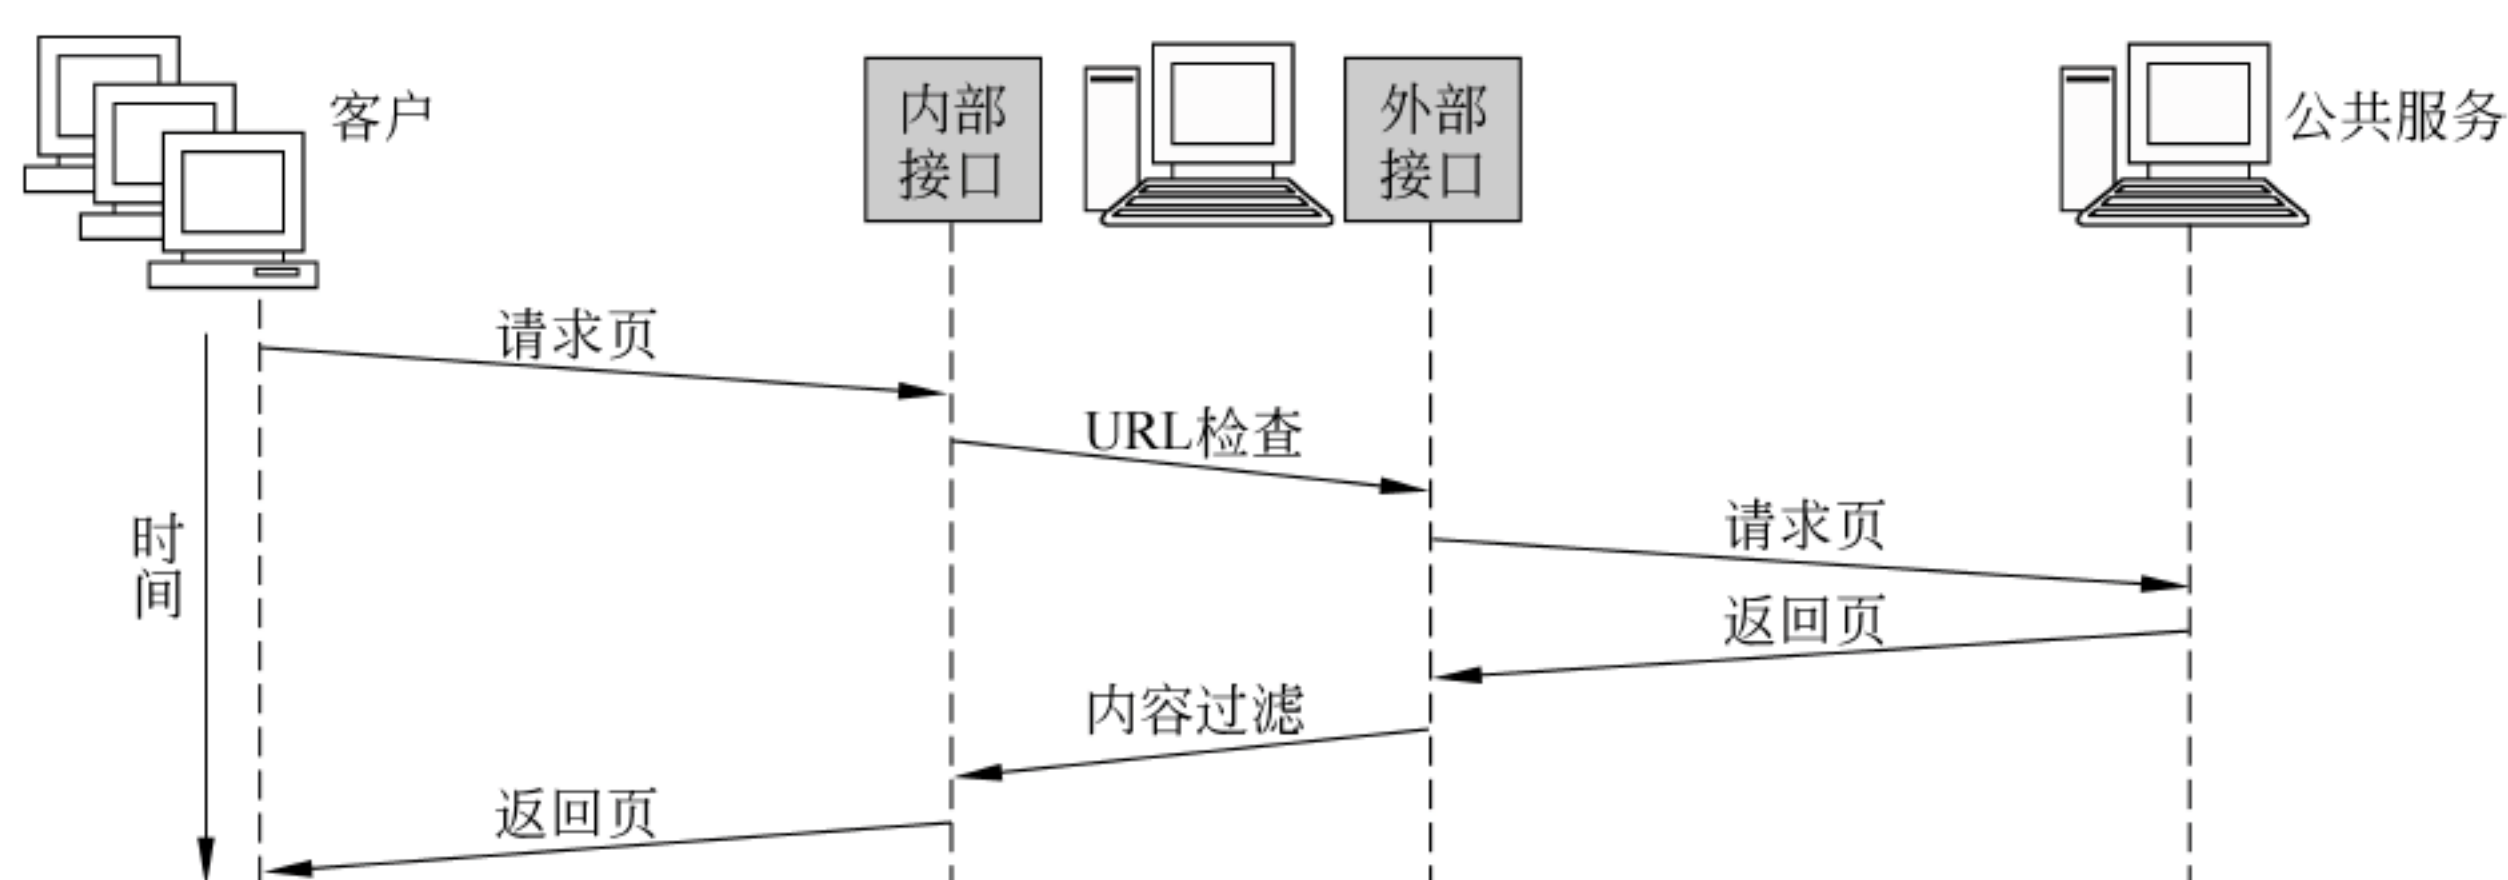 客户
内部
接口
外部
接口
公共服务
请求页
URL检查
请求页
时
间
返回页
内容过滤
返回页